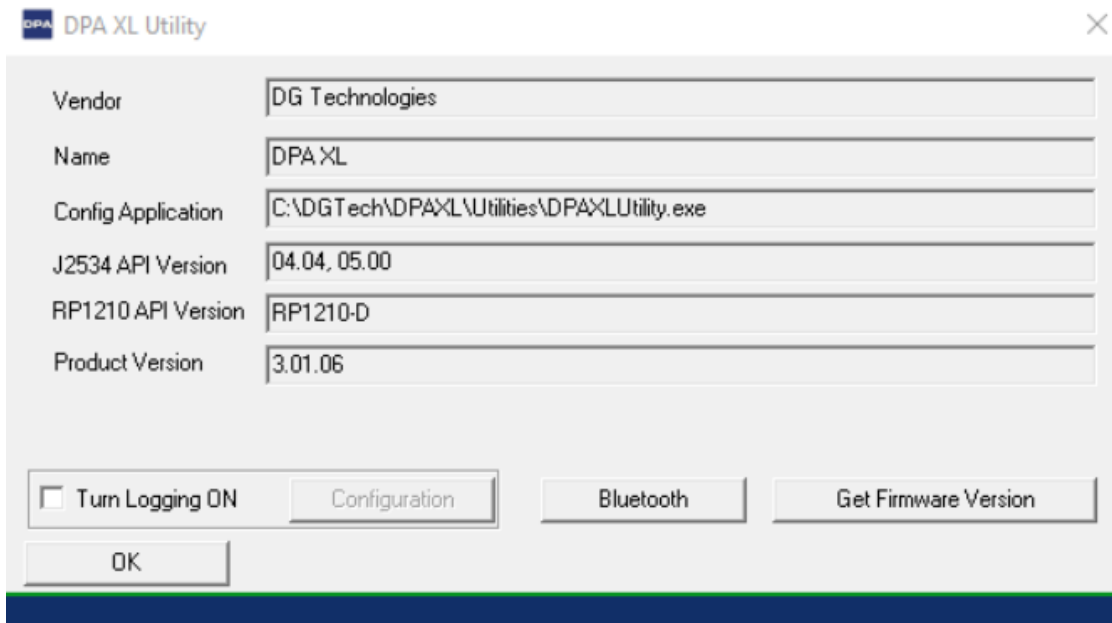 DPA DPA XL Utility
Vendor DG Technologies
Name DPA XL
Config Application C:\DGTech\DPAXL\Utilities\DPAXLUtility.exe
J2534 API Version 04.04, 05.00
RP1210 API Version RP1210-D
Product Version 3.01.06
Turn Logging ON Configuration Bluetooth Get Firmware Version
OK